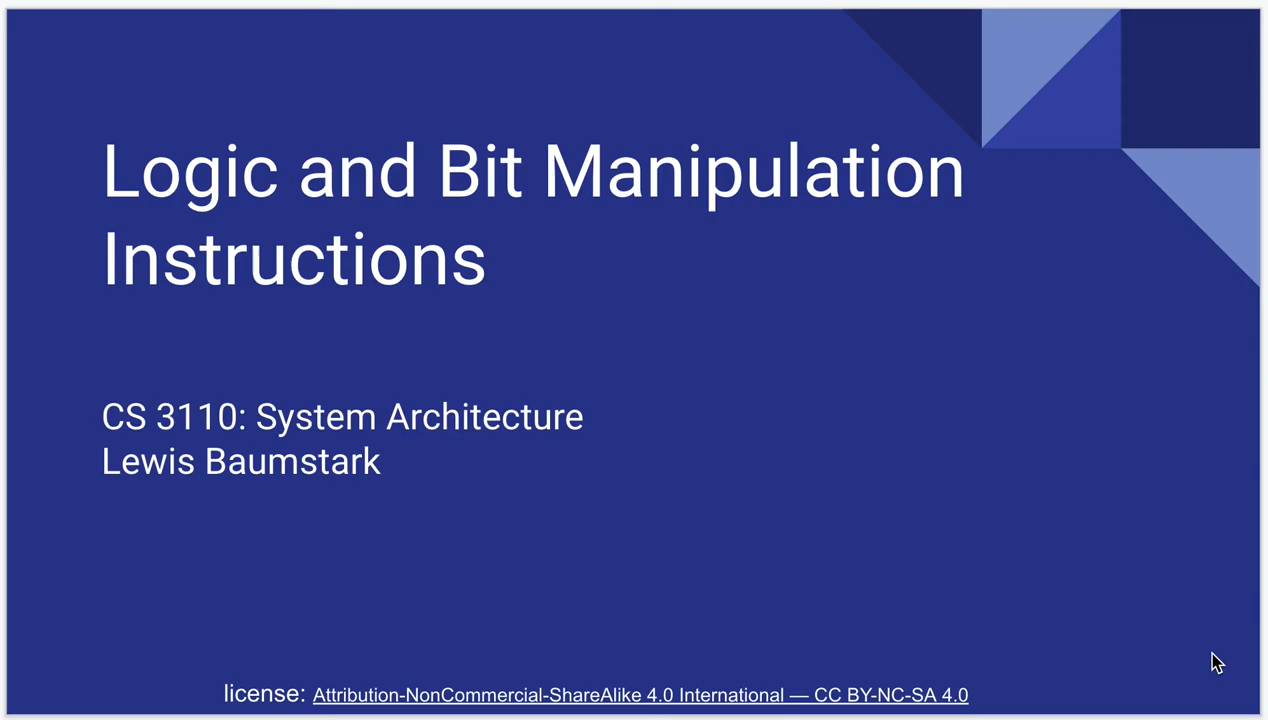 Logic and Bit Manipulation
Instructions
CS 3110: System Architecture
Lewis Baumstark
license: Attribution-NonCommercial-ShareAlike 4.0 International — CC BY-NC-SA 4.0